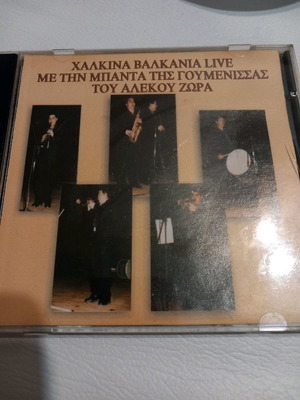 ΧΑΛΚΙΝΑ ΒΑΛΚΑΝΙΑ LIVE
ΜΕ ΤΗΝ ΜΠΑΝΤΑ ΤΗΣ ΓΟΥΜΕΝΙΣΣΑΣ
ΤΟΥ ΑΛΕΚΟΥ ΖΩΡΑ